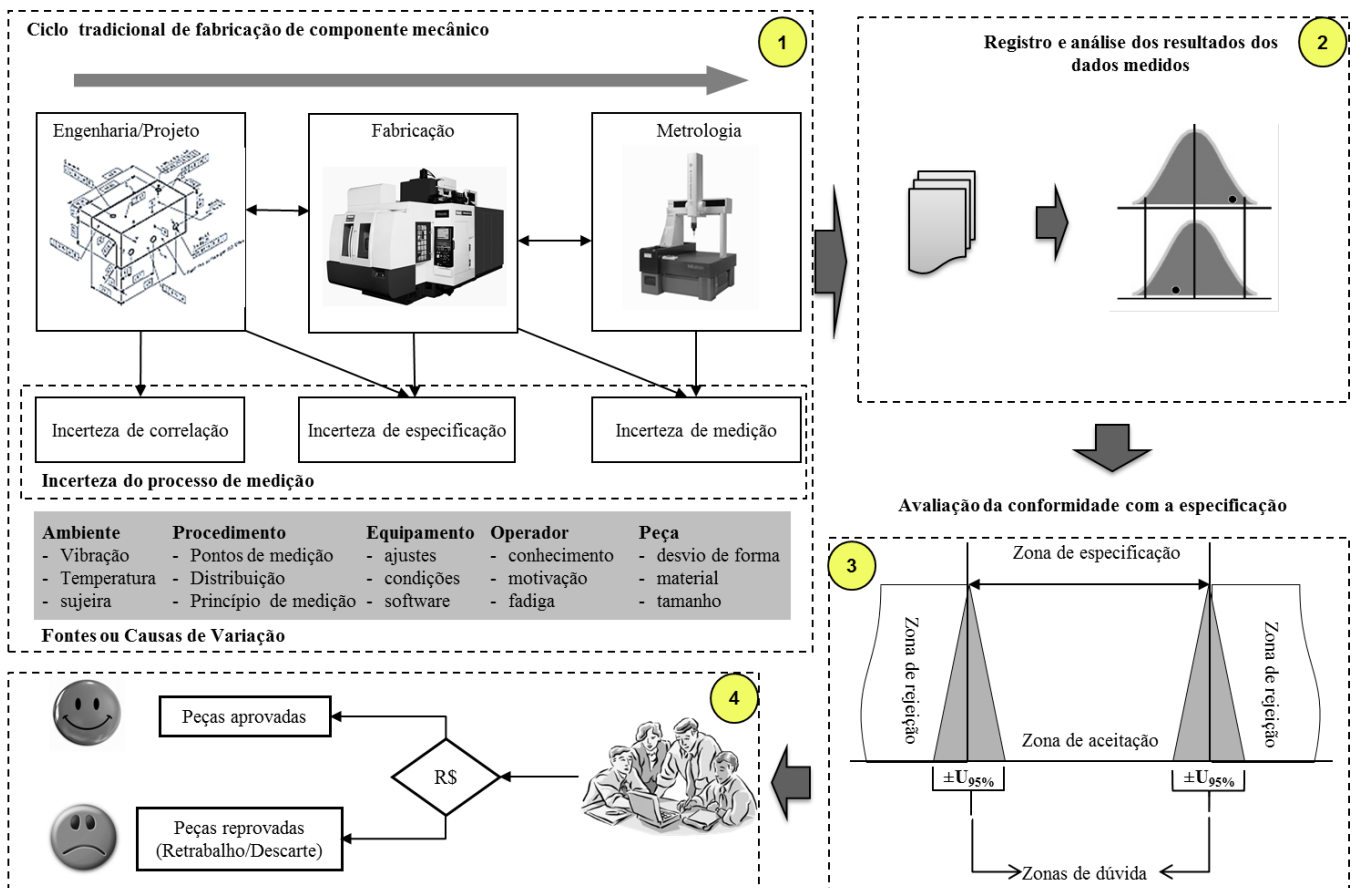 Ciclo tradicional de fabricação de componente mecânico
1
Engenharia/Projeto
Fabricação
Metrologia
Incerteza de correlação
Incerteza de especificação
Incerteza de medição
Incerteza do processo de medição
Ambiente
- Vibração
- Temperatura
- sujeira
Procedimento
- Pontos de medição
- Distribuição
- Princípio de medição
Equipamento
- ajustes
- condições
- software
Operador
- conhecimento
- motivação
- fadiga
Peça
- desvio de forma
- material
- tamanho
Fontes ou Causas de Variação
2
Registro e análise dos resultados dos
dados medidos
Avaliação da conformidade com a especificação
3
Zona de especificação
Zona de rejeição
Zona de aceitação
Zona de rejeição
±U95%
±U95%
Zonas de dúvida
4
Peças aprovadas
R$
Peças reprovadas
(Retrabalho/Descarte)